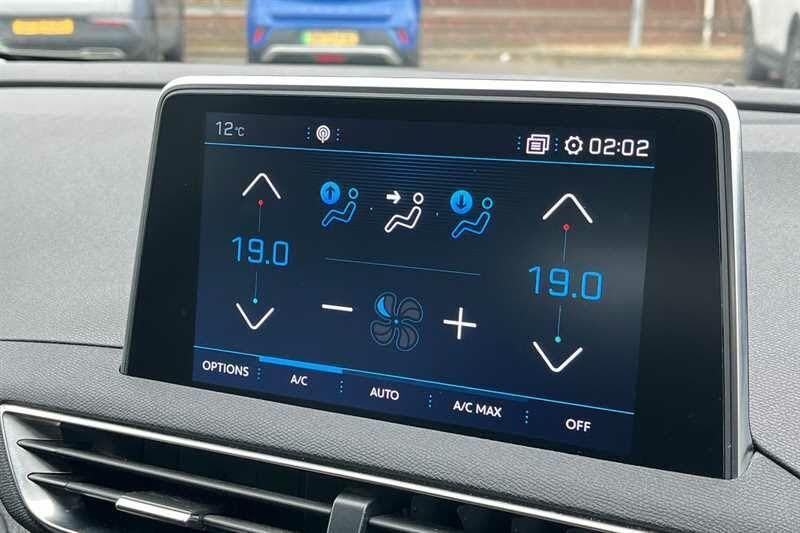 12°C 02:02
19.0 19.0
OPTIONS A/C AUTO A/C MAX OFF